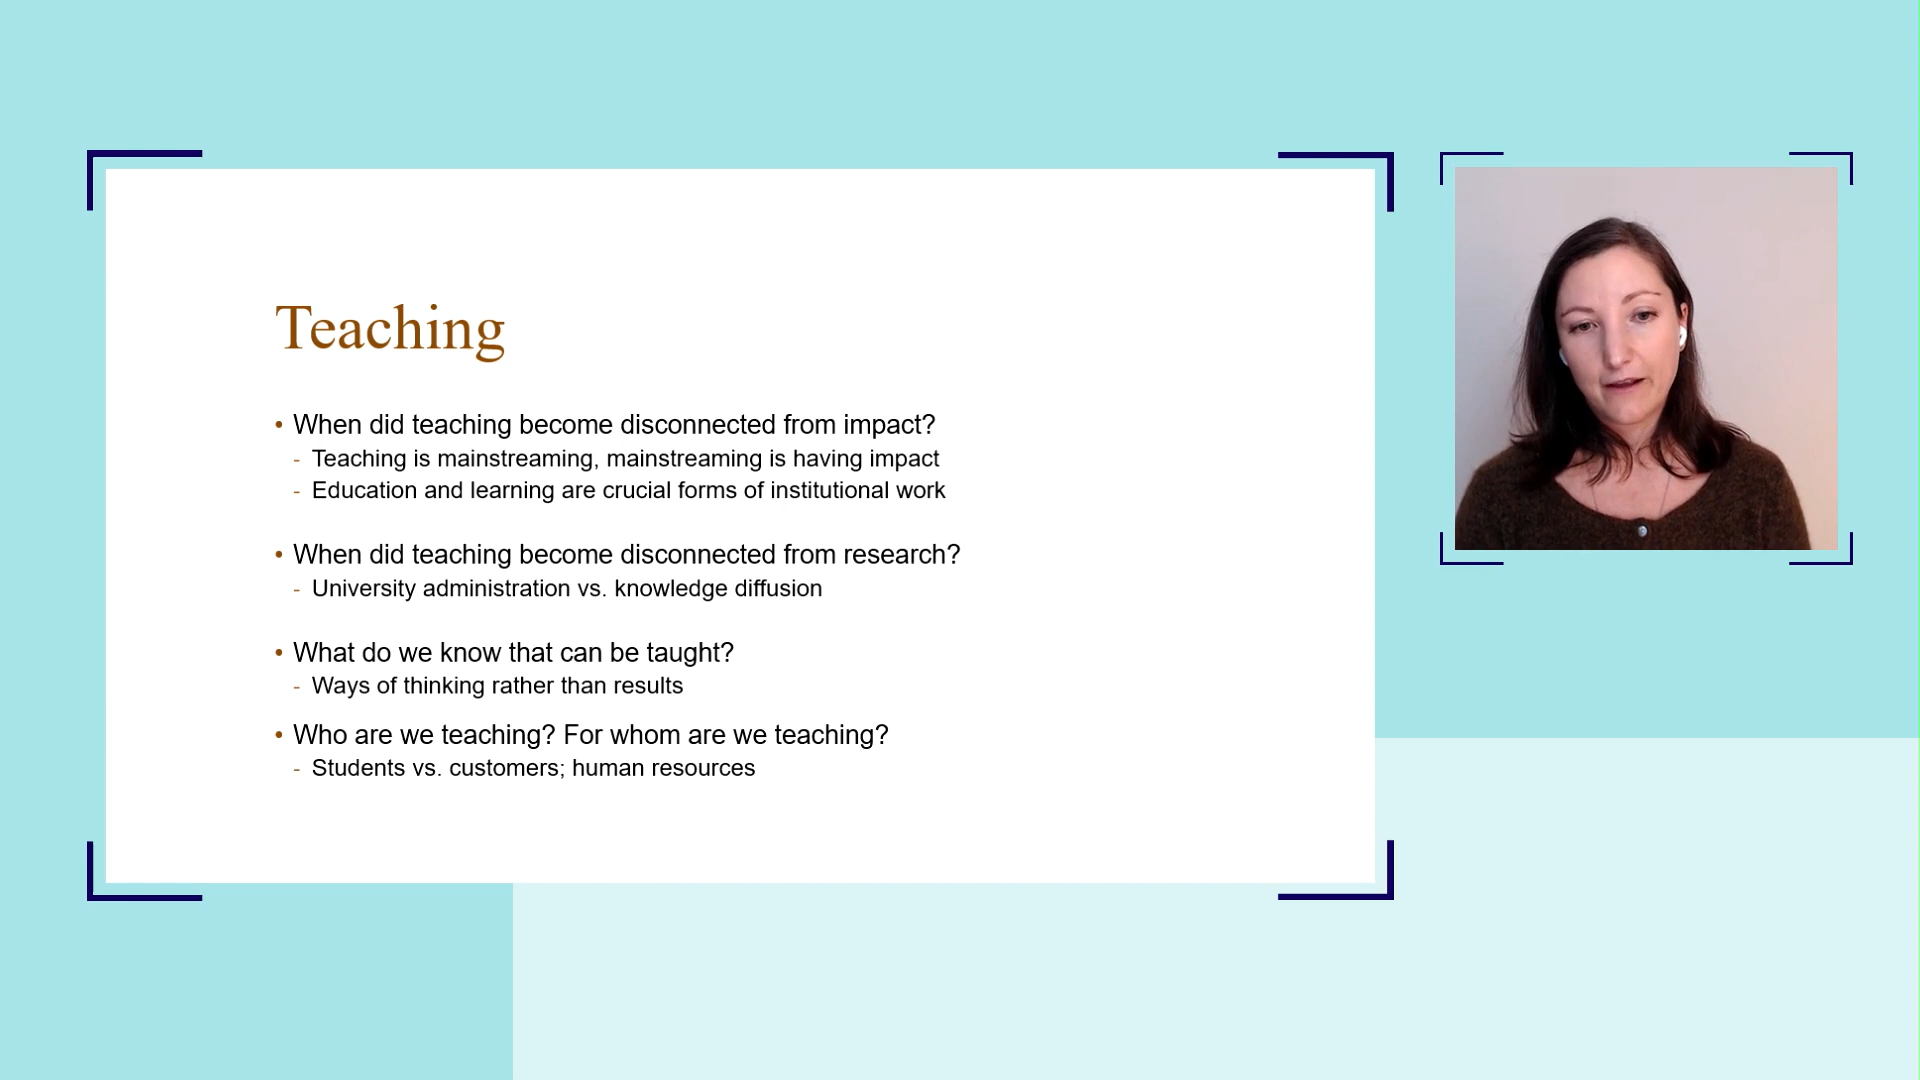 Teaching
• When did teaching become disconnected from impact?
- Teaching is mainstreaming, mainstreaming is having impact
- Education and learning are crucial forms of institutional work
• When did teaching become disconnected from research?
- University administration vs. knowledge diffusion
• What do we know that can be taught?
- Ways of thinking rather than results
• Who are we teaching? For whom are we teaching?
- Students vs. customers; human resources